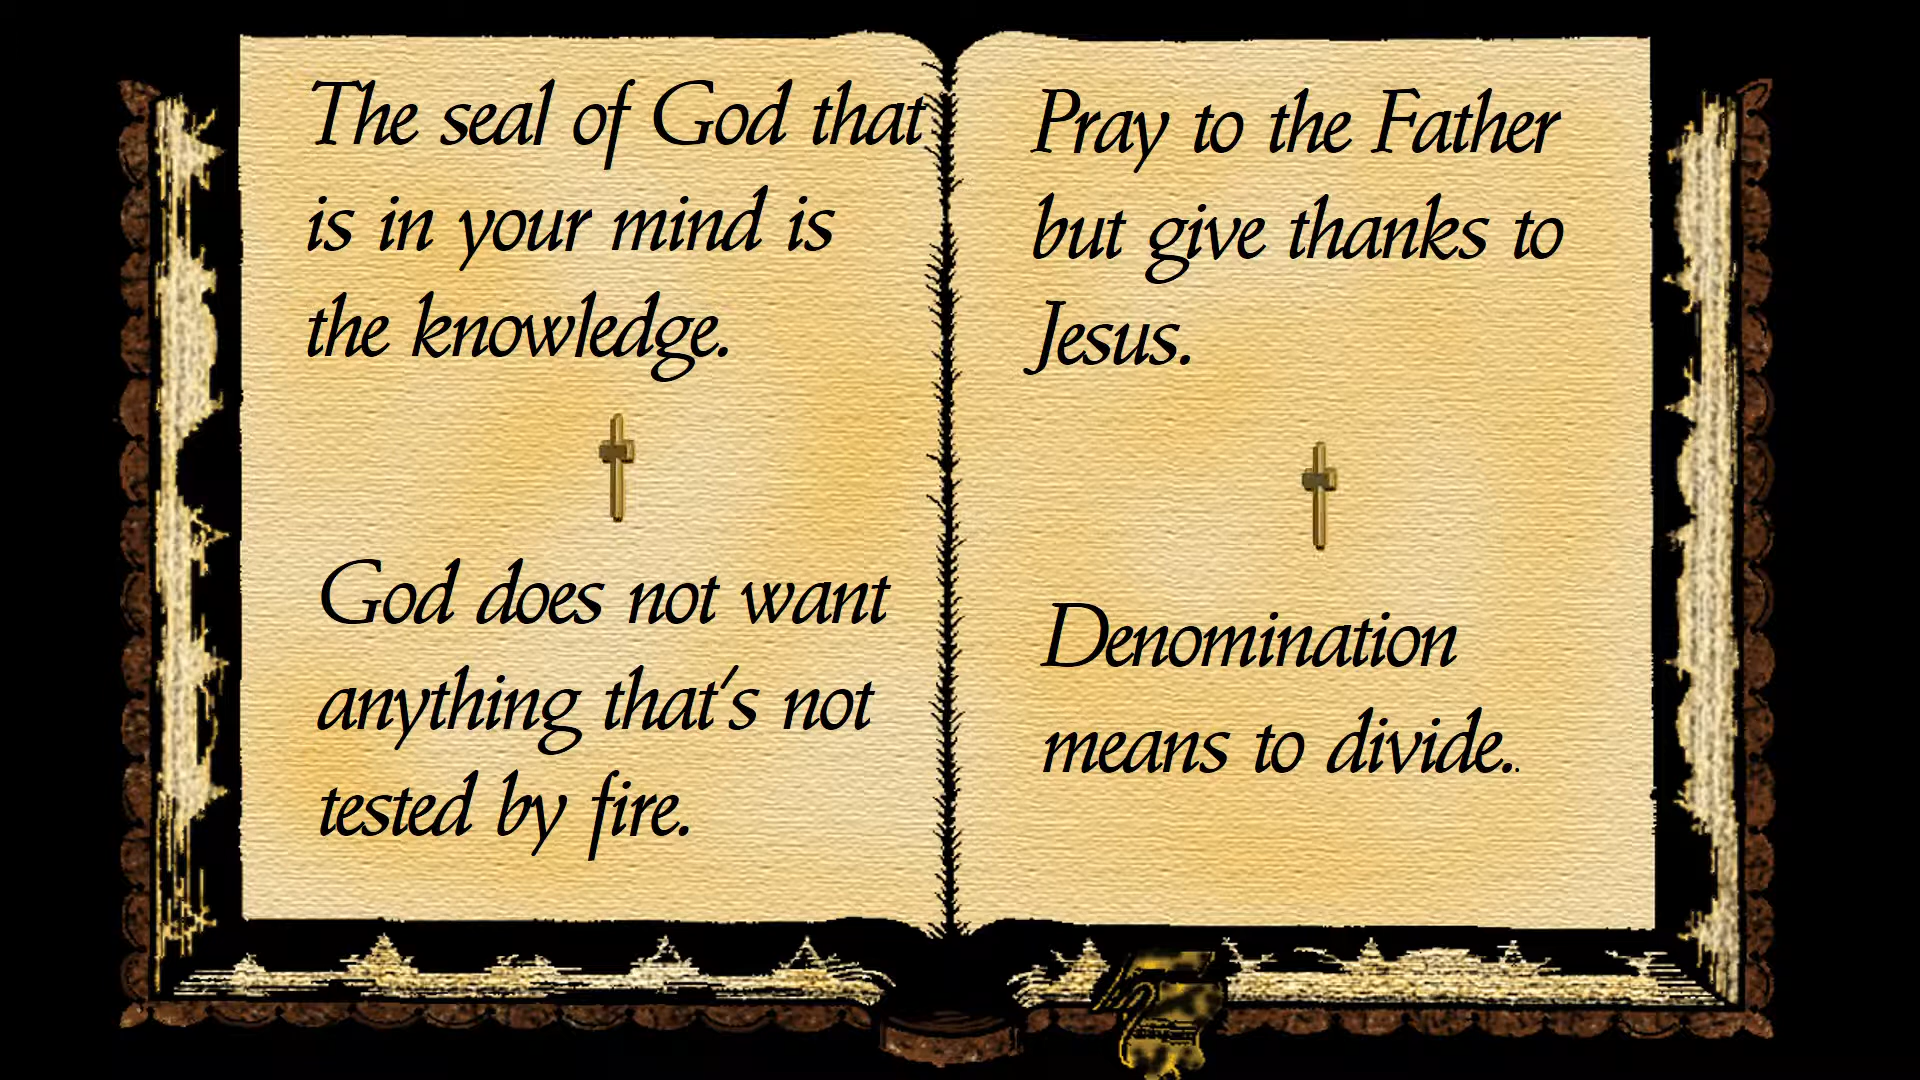 The seal of God that
is in your mind is
the knowledge.
God does not want
anything that's not
tested by fire.
Pray to the Father
but give thanks to
Jesus.
Denomination
means to divide..